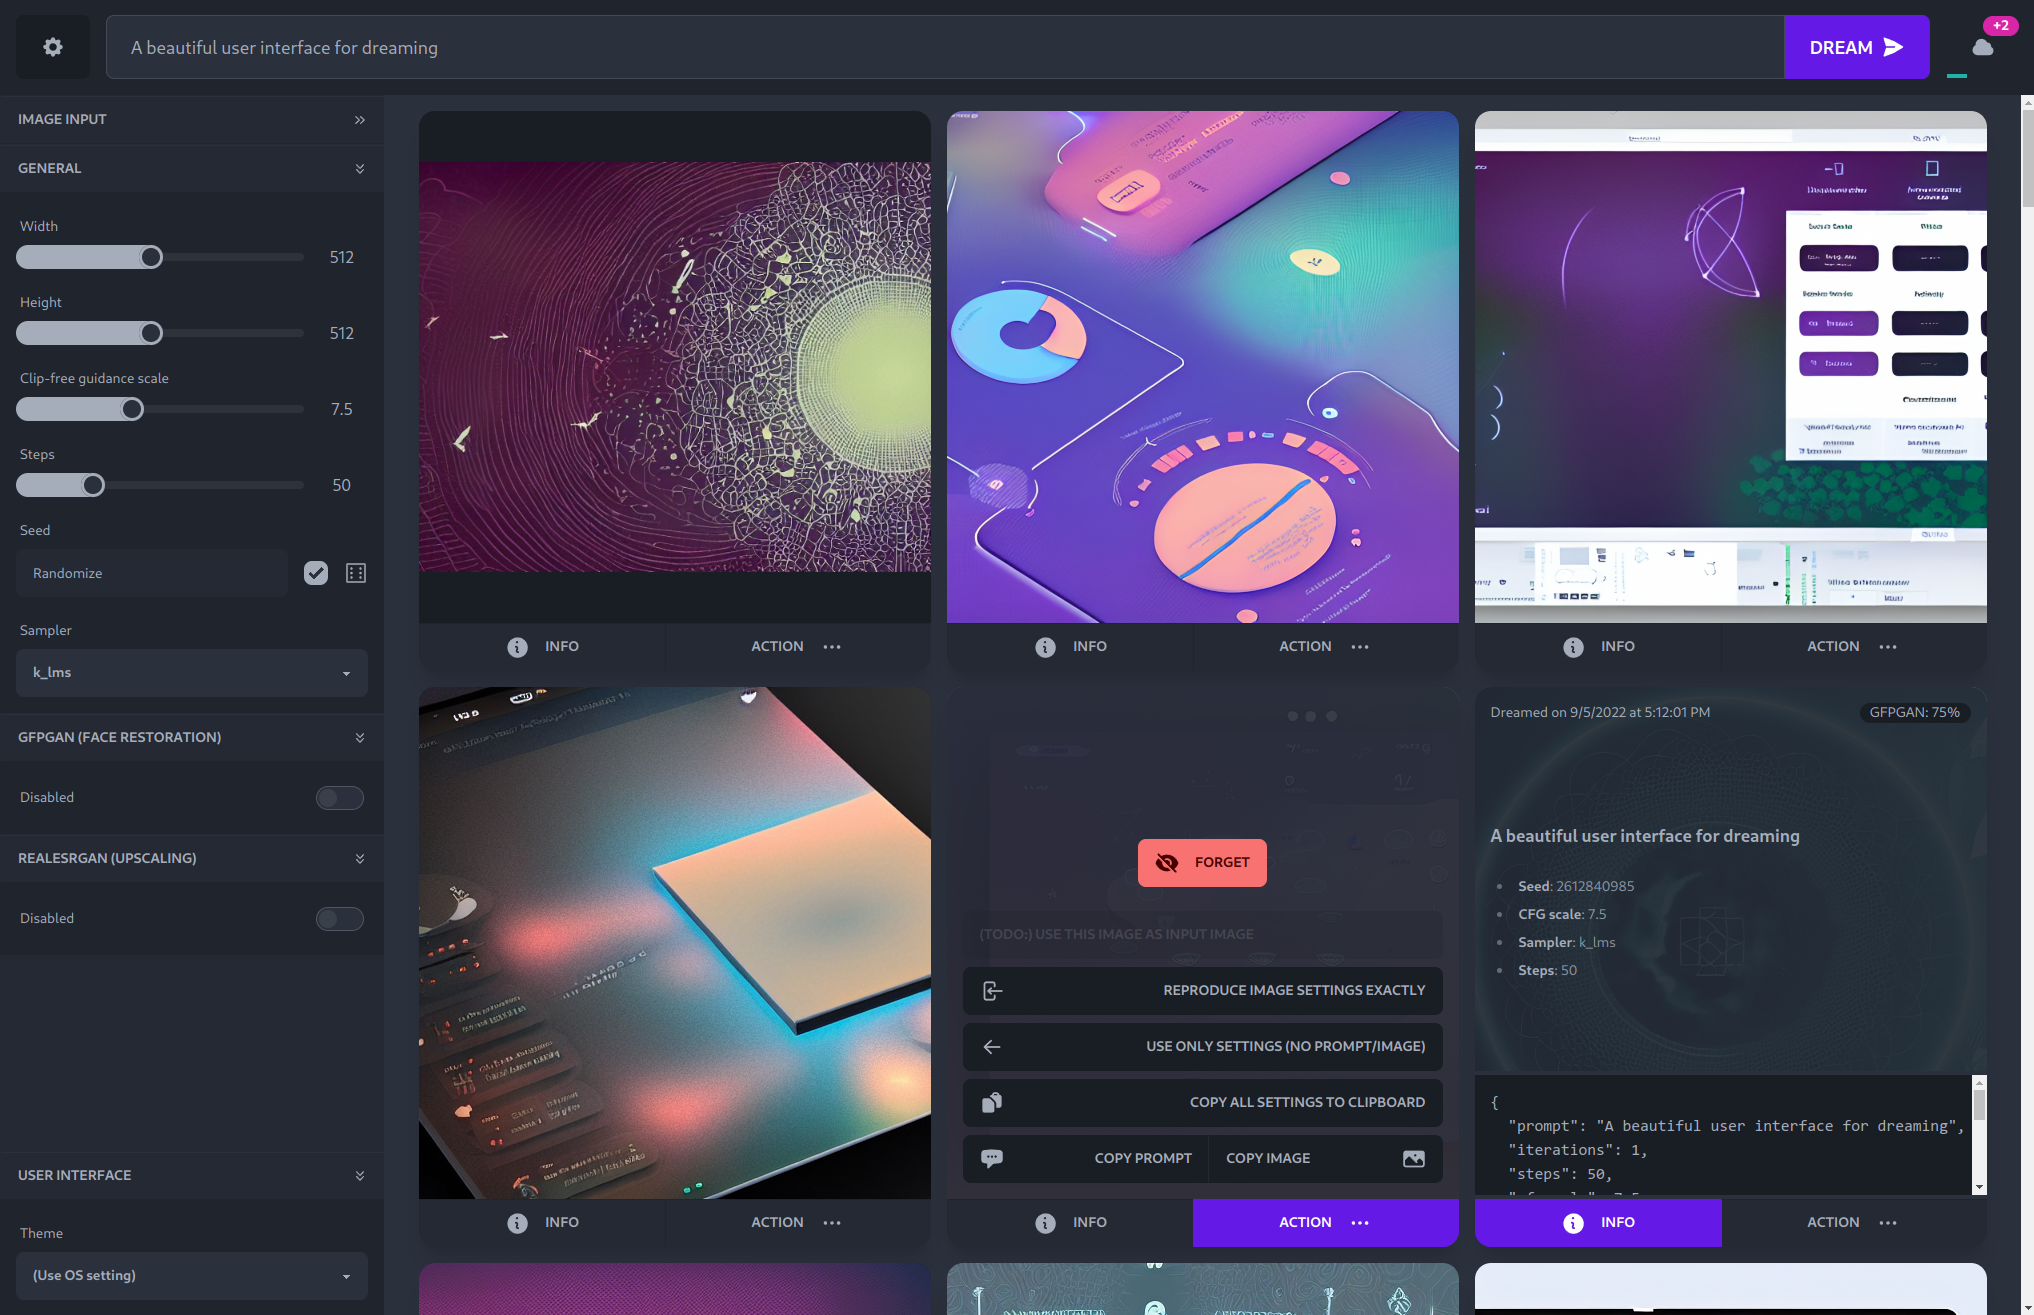 A beautiful user interface for dreaming
DREAM
+2
IMAGE INPUT
GENERAL
Width
512
Height
512
Clip-free guidance scale
7.5
Steps
50
Seed
Randomize
Sampler
k_lms
GFPGAN (FACE RESTORATION)
Disabled
REALESRGAN (UPSCALING)
Disabled
USER INTERFACE
Theme
(Use OS setting)
INFO
ACTION
INFO
ACTION
INFO
ACTION
INFO
ACTION
FORGET
(TODO:) USE THIS IMAGE AS INPUT IMAGE
REPRODUCE IMAGE SETTINGS EXACTLY
USE ONLY SETTINGS (NO PROMPT/IMAGE)
COPY ALL SETTINGS TO CLIPBOARD
COPY PROMPT
COPY IMAGE
INFO
ACTION
Dreamed on 9/5/2022 at 5:12:01 PM
GFPGAN: 75%
A beautiful user interface for dreaming
Seed: 2612840985
CFG scale: 7.5
Sampler: k_lms
Steps: 50
{
"prompt": "A beautiful user interface for dreaming",
"iterations": 1,
"steps": 50,
INFO
ACTION